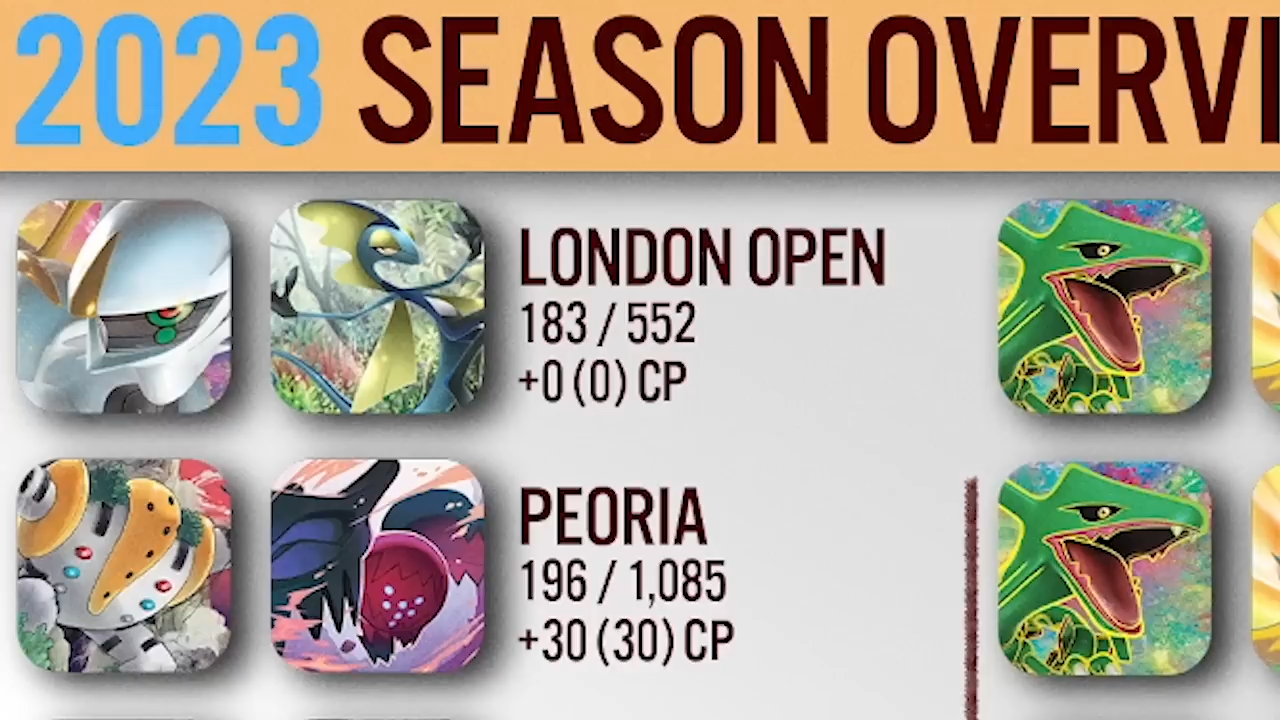 2023 SEASON OVERVI
LONDON OPEN
183 / 552
+0 (0) CP
PEORIA
196 / 1,085
+30 (30) CP